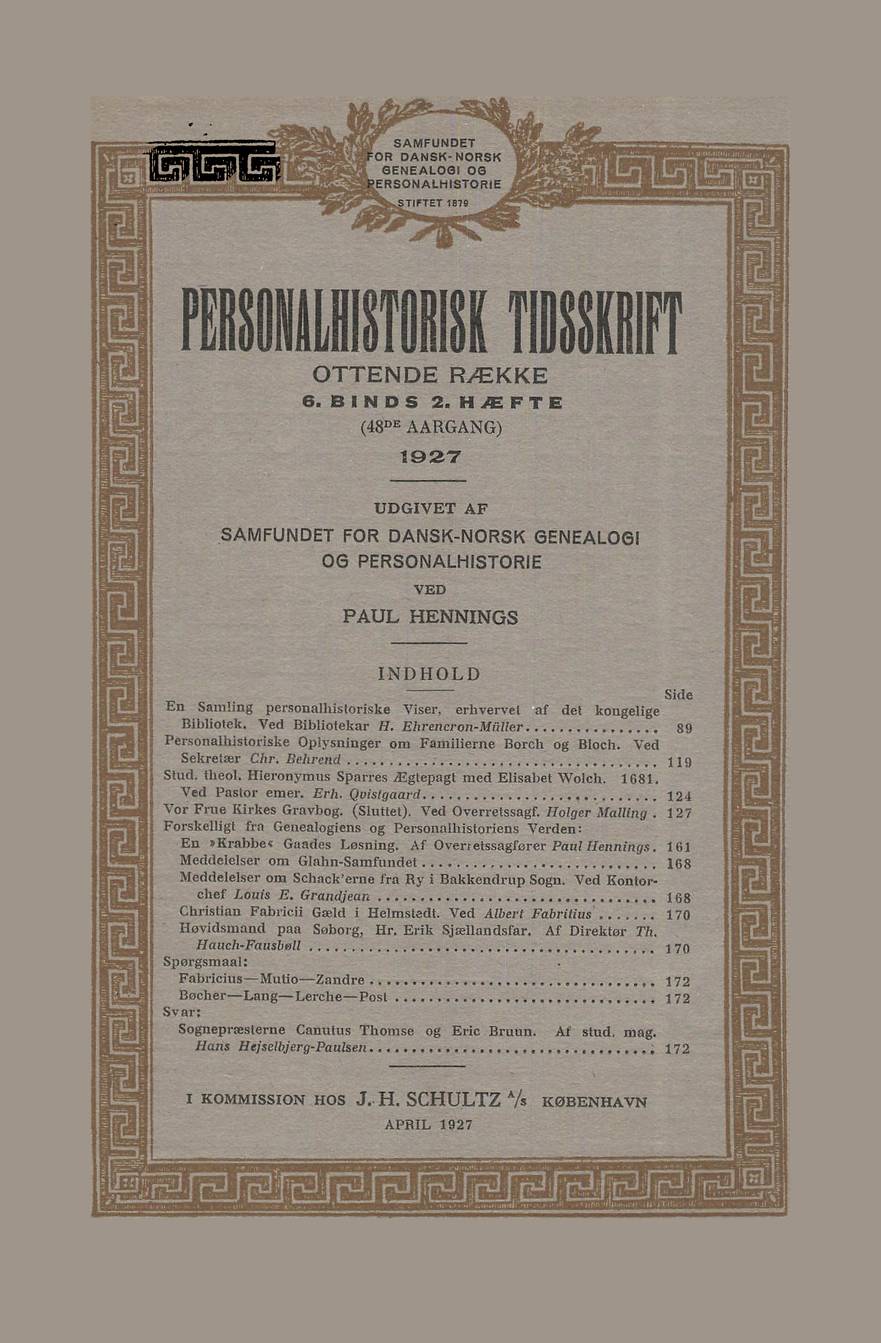 SAMFUNDET
FOR DANSK-NORSK
GENEALOGI OG
PERSONALHISTORIE
STIFTET 1879
PERSONALHISTORISK TIDSSKRIFT
OTTENDE RÆKKE
6. BINDS 2. HÆFTE
(48DE AARGANG)
1927
UDGIVET AF
SAMFUNDET FOR DANSK-NORSK GENEALOGI
OG PERSONALHISTORIE
VED
PAUL HENNINGS
INDHOLD
Side
En Samling personalhistoriske Viser, erhvervet af det kongelige
Bibliotek. Ved Bibliotekar H. Ehrencron-Müller................ 89
Personalhistoriske Oplysninger om Familierne Borch og Bloch. Ved
Sekretær Chr. Behrend .................................... 119
Stud. theol. Hieronymus Sparres Ægtepagt med Elisabet Wolch. 1681.
Ved Pastor emer. Erh. Qvistgaard........................... 124
Vor Frue Kirkes Gravbog. (Sluttet). Ved Overretssagf. Holger Malling . 127
Forskelligt fra Genealogiens og Personalhistoriens Verden:
En »Krabbe« Gaades Løsning. Af Overretssagfører Paul Hennings. 161
Meddelelser om Glahn-Samfundet........................... 168
Meddelelser om Schack'erne fra Ry i Bakkendrup Sogn. Ved Kontor-
chef Louis E. Grandjean ................................ 168
Christian Fabricii Gæld i Helmstedt. Ved Albert Fabritius ....... 170
Høvidsmand paa Søborg, Hr. Erik Sjællandsfar. Af Direktør Th.
Hauch-Fausbøll ........................................ 170
Spørgsmaal:
Fabricius—Mutio—Zandre ................................. 172
Bøcher—Lang—Lerche—Post .............................. 172
Svar:
Sognepræsterne Canutus Thomse og Eric Bruun. Af stud. mag.
Hans Hejselbjerg-Paulsen................................. 172
I KOMMISSION HOS J. H. SCHULTZ A/S KØBENHAVN
APRIL 1927